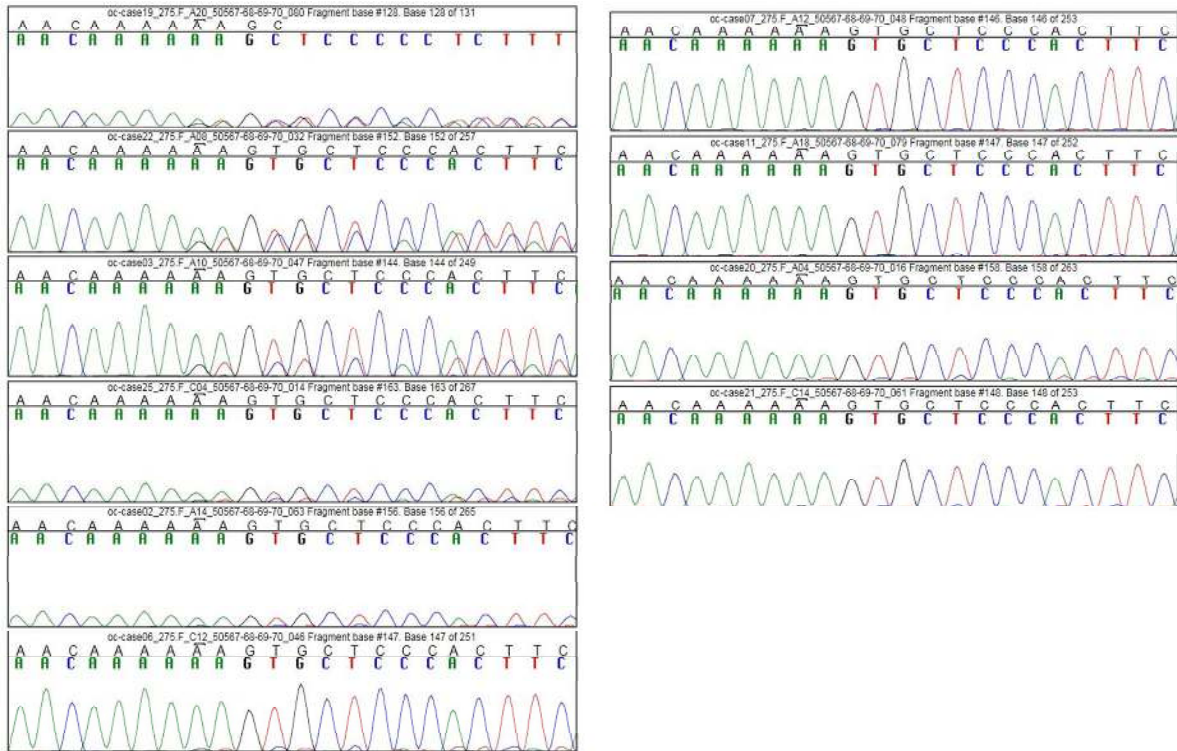 oc-case19_275.F_A20_50567-68-69-70_080 Fragment base #128. Base 128 of 131
A A C A A A A A A G C
A A C A A A A A A G C T C C C C C T C T T T
oc-case22_275.F_A08_50567-68-69-70_032 Fragment base #152. Base 152 of 257
A A C A A A A A A G T G C T C C C A C T T C
A A C A A A A A A G T G C T C C C A C T T C
oc-case03_275.F_A10_50567-68-69-70_047 Fragment base #144. Base 144 of 249
A A C A A A A A A G T G C T C C C A C T T C
A A C A A A A A A G T G C T C C C A C T T C
oc-case25_275.F_C04_50567-68-69-70_014 Fragment base #163. Base 163 of 267
A A C A A A A A A G T G C T C C C A C T T C
A A C A A A A A A G T G C T C C C A C T T C
oc-case02_275.F_A14_50567-68-69-70_063 Fragment base #156. Base 156 of 265
A A C A A A A A A G T G C T C C C A C T T C
A A C A A A A A A G T G C T C C C A C T T C
oc-case06_275.F_C12_50567-68-69-70_046 Fragment base #147. Base 147 of 251
A A C A A A A A A G T G C T C C C A C T T C
A A C A A A A A A G T G C T C C C A C T T C
oc-case07_275.F_A12_50567-68-69-70_048 Fragment base #146. Base 146 of 253
A A C A A A A A A G T G C T C C C A C T T C
A A C A A A A A A G T G C T C C C A C T T C
oc-case11_275.F_A18_50567-68-69-70_079 Fragment base #147. Base 147 of 252
A A C A A A A A A G T G C T C C C A C T T C
A A C A A A A A A G T G C T C C C A C T T C
oc-case20_275.F_A04_50567-68-69-70_016 Fragment base #158. Base 158 of 263
A A C A A A A A A G T G C T C C C A C T T C
A A C A A A A A A G T G C T C C C A C T T C
oc-case21_275.F_C14_50567-68-69-70_061 Fragment base #148. Base 148 of 253
A A C A A A A A A G T G C T C C C A C T T C
A A C A A A A A A G T G C T C C C A C T T C